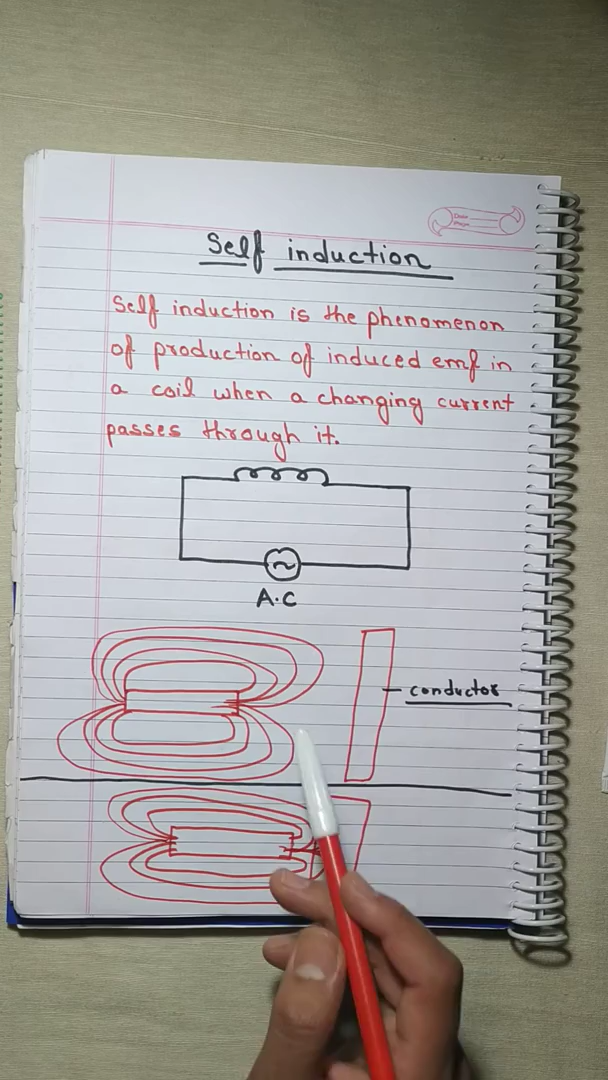 Self induction
Self induction is the phenomenon
of production of induced emf in
a coil when a changing current
passes through it.
A.C
conductor